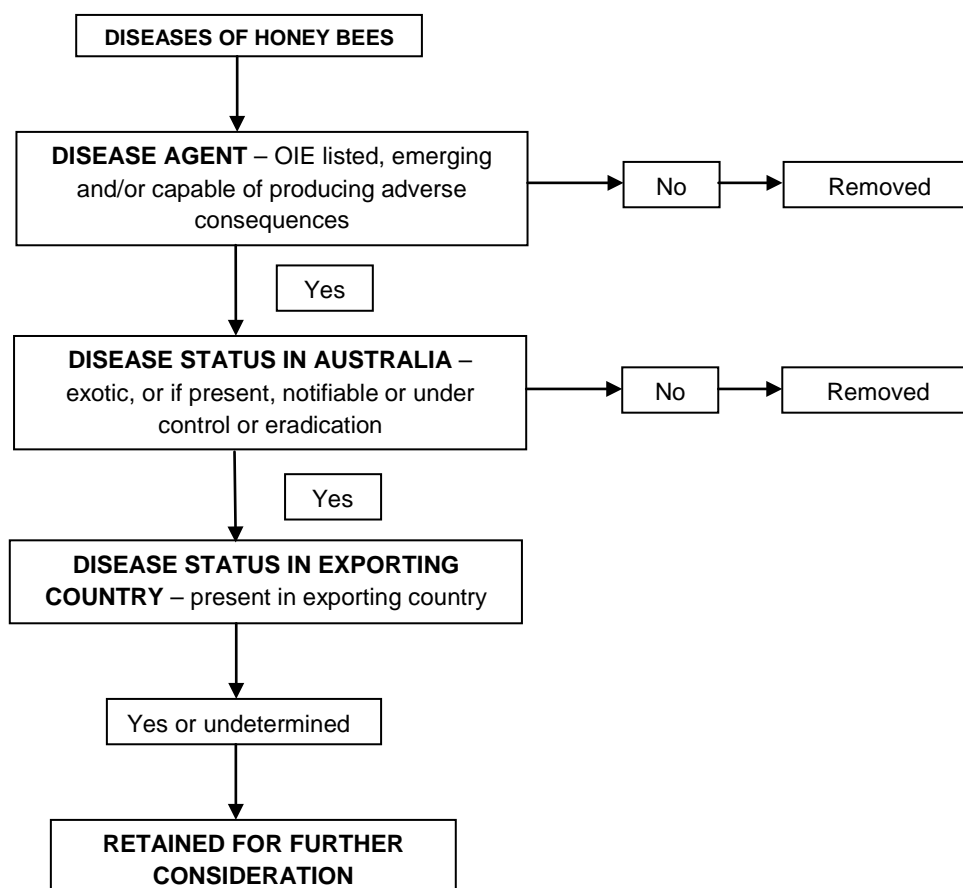 DISEASES OF HONEY BEES
DISEASE AGENT – OIE listed, emerging
and/or capable of producing adverse
consequences
No
Removed
Yes
DISEASE STATUS IN AUSTRALIA –
exotic, or if present, notifiable or under
control or eradication
No
Removed
Yes
DISEASE STATUS IN EXPORTING
COUNTRY – present in exporting country
Yes or undetermined
RETAINED FOR FURTHER
CONSIDERATION